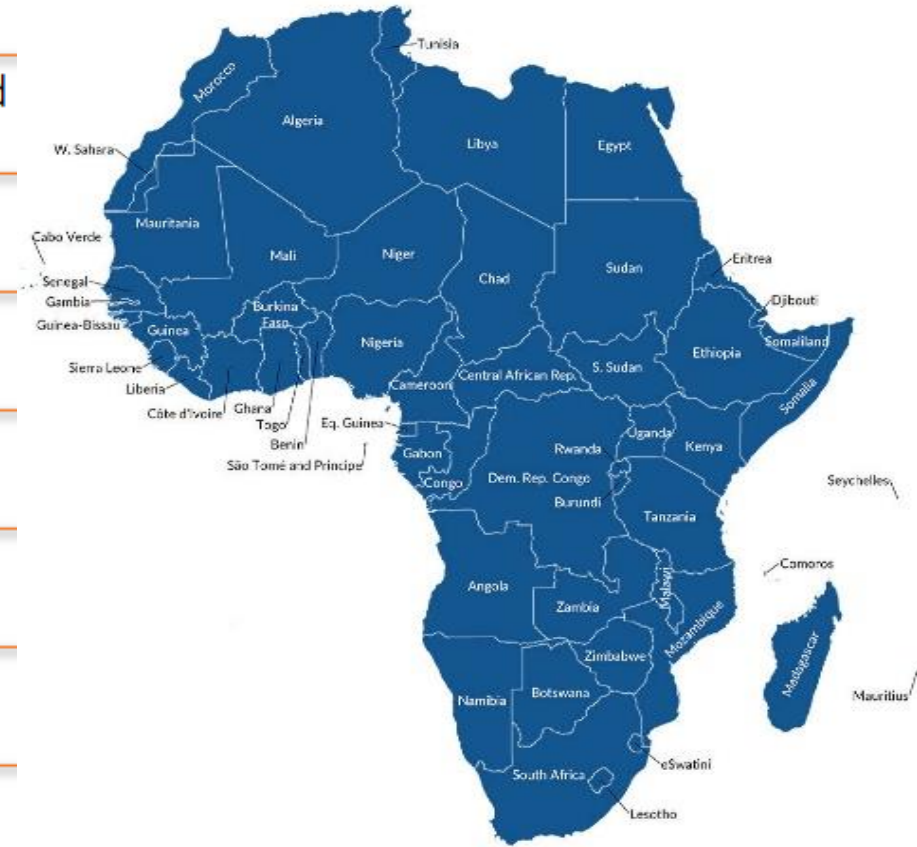 Tunisia
d
Morocco
Algeria
Libya
Egypt
W. Sahara
Mauritania
Cabo Verde
Mali
Niger
Chad
Sudan
Eritrea
Senegal
Gambia
Djibouti
Guinea-Bissau
Guinea
Burkina
Faso
Nigeria
Ethiopia
Somaliland
Sierra Leone
Liberia
Côte d'Ivoire
Ghana
Togo
Benin
São Tomé and Principe
Cameroon
Central African Rep.
S. Sudan
Somalia
Eq. Guinea
Gabon
Congo
Dem. Rep. Congo
Rwanda
Burundi
Uganda
Kenya
Tanzania
Seychelles
Comoros
Angola
Zambia
Malawi
Mozambique
Zimbabwe
Madagascar
Mauritius
Namibia
Botswana
South Africa
eSwatini
Lesotho